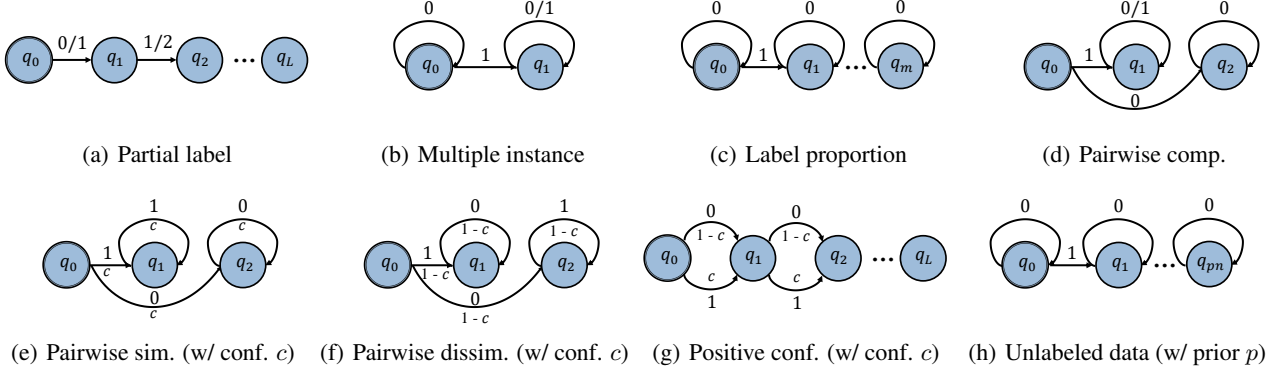 0 0/1 0 0 0 0/1 0
0/1 1/2 1 1 1
q0 q1 q2 ... qL q0 q1 q0 q1 ... qm q0 q1 q2
0
(a) Partial label (b) Multiple instance (c) Label proportion (d) Pairwise comp.
1 0 0 1 0 0 0 0 0
c c 1 - c 1 - c 1 - c 1 - c
1 1 1
q0 q1 q2 q0 q1 q2 q0 q1 q2 ... qL q0 q1 ... qpn
c 1 - c c c
0 0 1 1
c 1 - c
(e) Pairwise sim. (w/ conf. c) (f) Pairwise dissim. (w/ conf. c) (g) Positive conf. (w/ conf. c) (h) Unlabeled data (w/ prior p)